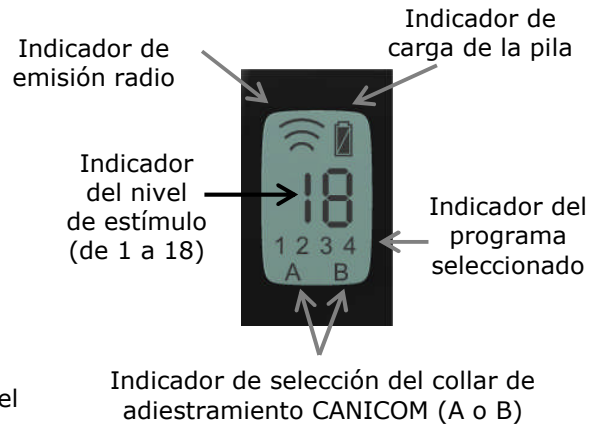 Indicador de
emisión radio
Indicador de
carga de la pila
Indicador
del nivel
de estímulo
(de 1 a 18)
18
1 2 3 4
A B
Indicador del
programa
seleccionado
el
Indicador de selección del collar de
adiestramiento CANICOM (A o B)